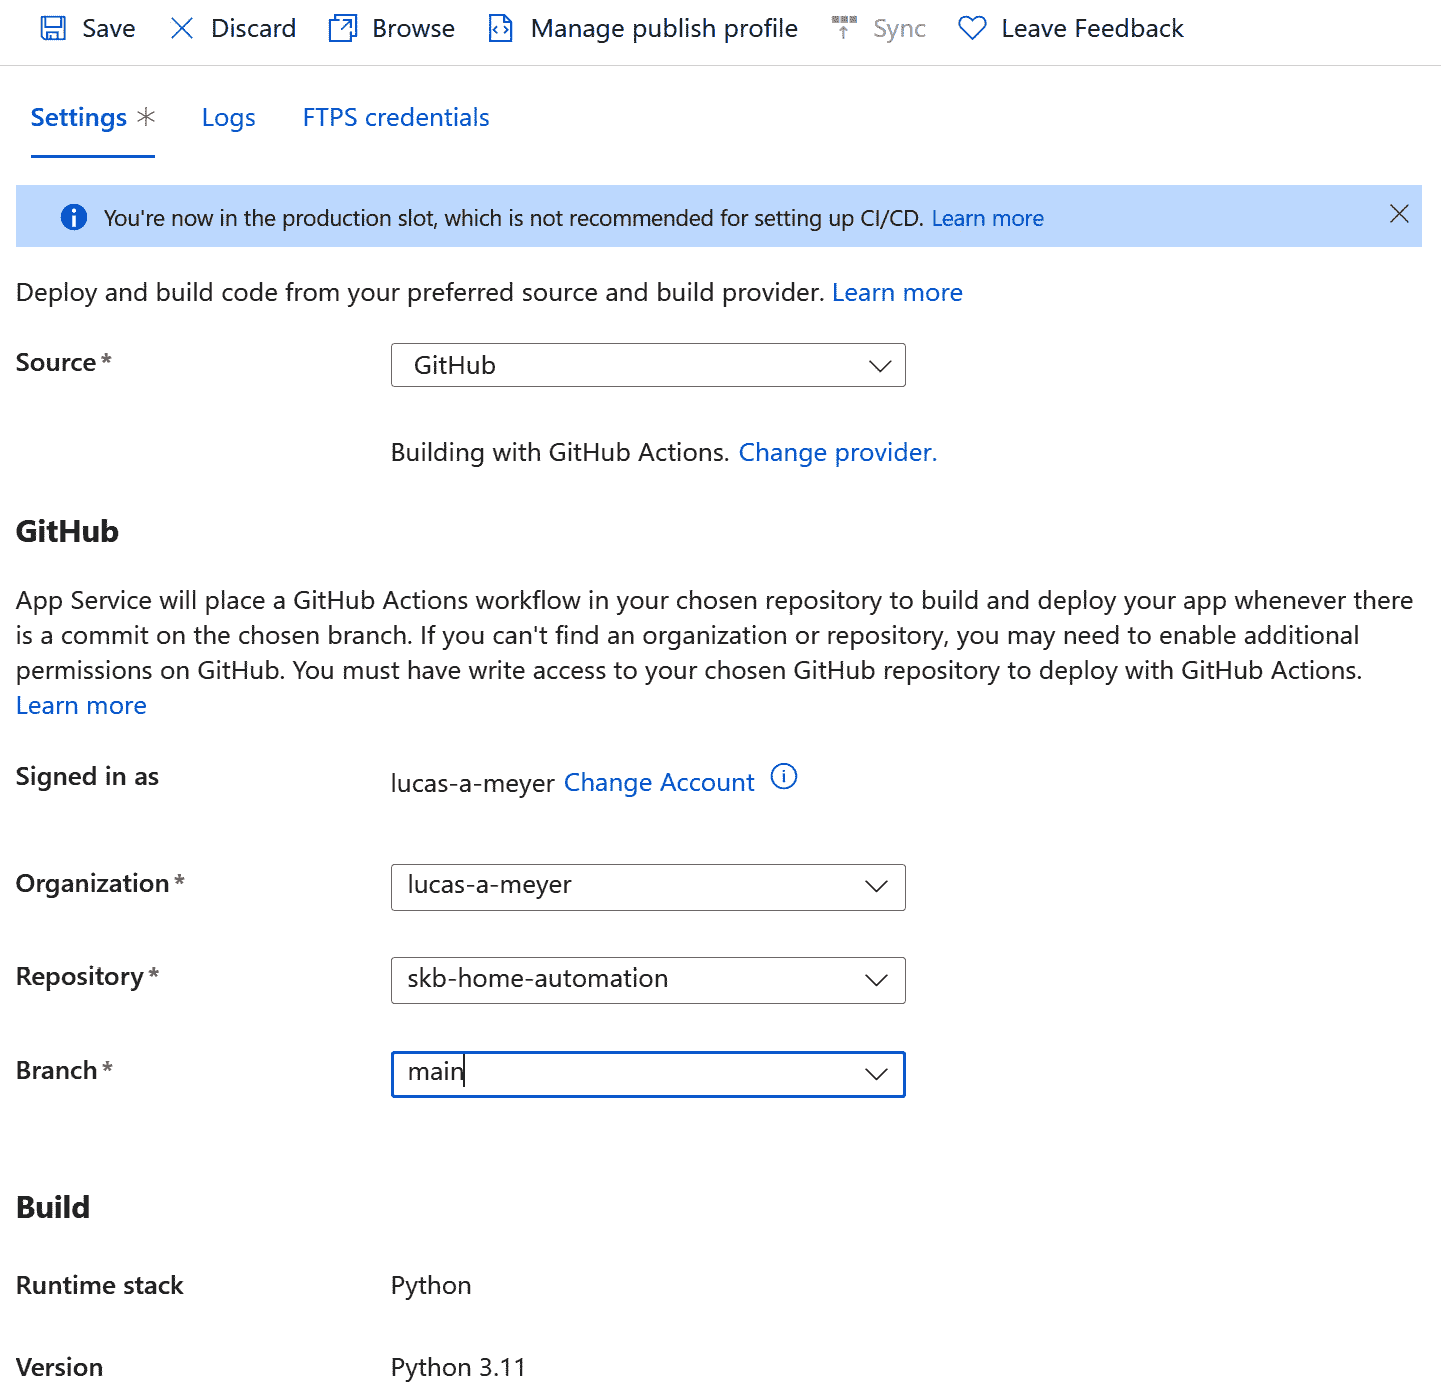 Save Discard Browse Manage publish profile Sync Leave Feedback
Settings * Logs FTPS credentials
You're now in the production slot, which is not recommended for setting up CI/CD. Learn more
Deploy and build code from your preferred source and build provider. Learn more
Source * GitHub
Building with GitHub Actions. Change provider.
GitHub
App Service will place a GitHub Actions workflow in your chosen repository to build and deploy your app whenever there
is a commit on the chosen branch. If you can't find an organization or repository, you may need to enable additional
permissions on GitHub. You must have write access to your chosen GitHub repository to deploy with GitHub Actions.
Learn more
Signed in as lucas-a-meyer Change Account
Organization * lucas-a-meyer
Repository * skb-home-automation
Branch * main
Build
Runtime stack Python
Version Python 3.11